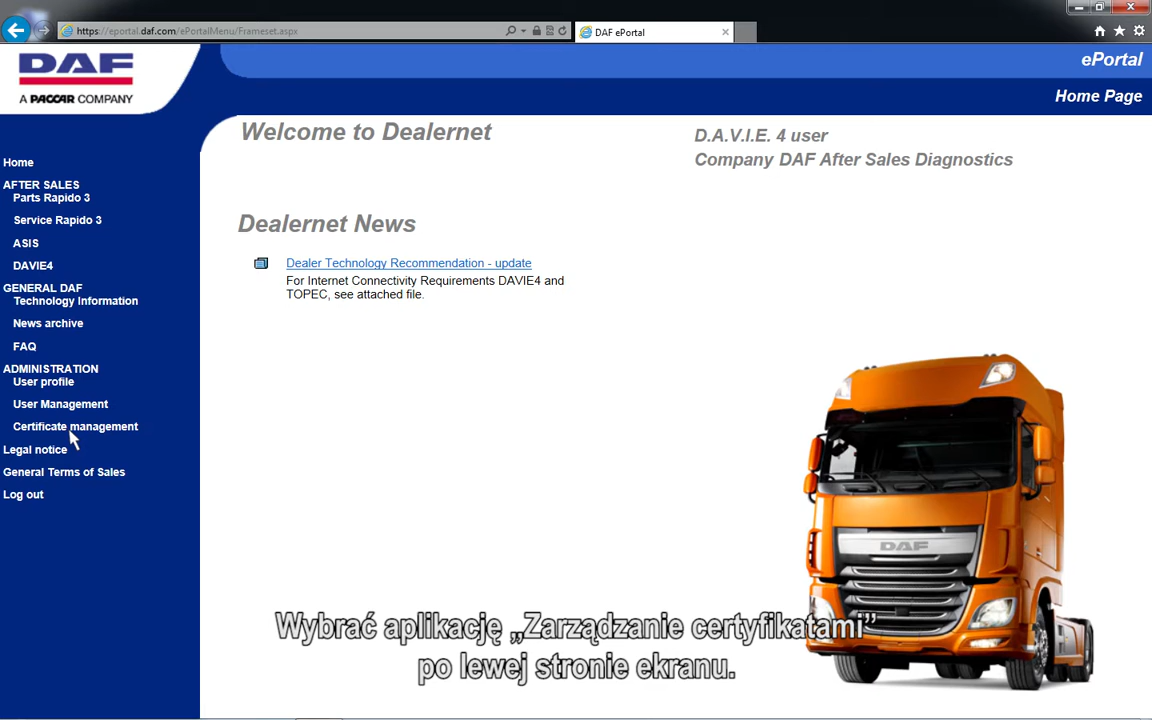 https://eportal.daf.com/ePortalMenu/Frameset.aspx
DAF ePortal
DAF
A PACCAR COMPANY
ePortal
Home Page
Welcome to Dealernet
D.A.V.I.E. 4 user
Company DAF After Sales Diagnostics
Home
AFTER SALES
Parts Rapido 3
Service Rapido 3
ASIS
DAVIE4
GENERAL DAF
Technology Information
News archive
FAQ
ADMINISTRATION
User profile
User Management
Certificate management
Legal notice
General Terms of Sales
Log out
Dealernet News
Dealer Technology Recommendation - update
For Internet Connectivity Requirements DAVIE4 and
TOPEC, see attached file.
DAF
Wybrać aplikację „Zarządzanie certyfikatami”
po lewej stronie ekranu.